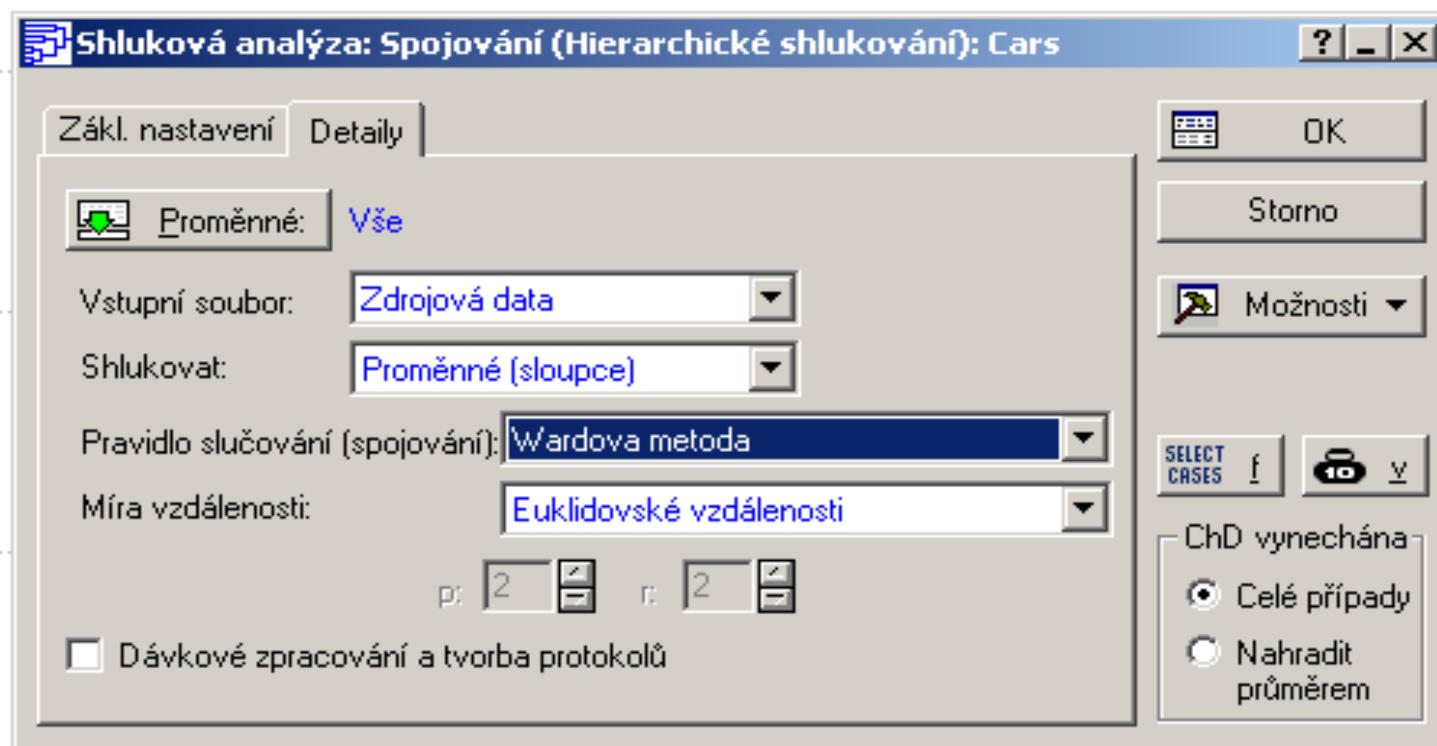 Shluková analýza: Spojování (Hierarchické shlukování): Cars
Zákl. nastavení
Detaily
Proměnné:
Vše
Vstupní soubor:
Zdrojová data
Shlukovat:
Proměnné (sloupce)
Pravidlo slučování (spojování):
Wardova metoda
Míra vzdálenosti:
Euklidovské vzdálenosti
p: 2
r: 2
Dávkové zpracování a tvorba protokolů
OK
Storno
Možnosti
SELECT
CASES
f
10
v
ChD vynechána
Celé případy
Nahradit
průměrem